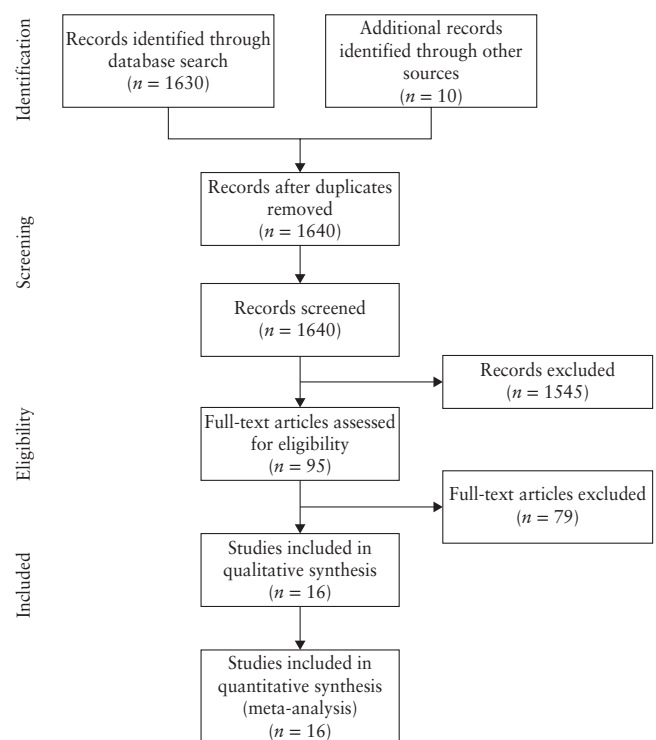 Identification
Records identified through
database search
(n = 1630)
Additional records
identified through other
sources
(n = 10)
Screening
Records after duplicates
removed
(n = 1640)
Records screened
(n = 1640)
Records excluded
(n = 1545)
Eligibility
Full-text articles assessed
for eligibility
(n = 95)
Full-text articles excluded
(n = 79)
Included
Studies included in
qualitative synthesis
(n = 16)
Studies included in
quantitative synthesis
(meta-analysis)
(n = 16)